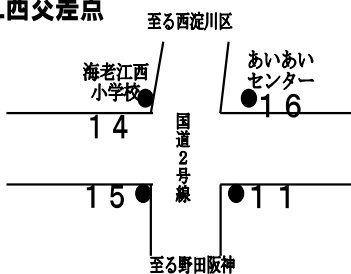 西交差点
至る西淀川区
海老江西
小学校
あいあい
センター
14
16
国道2号線
15
11
至る野田阪神